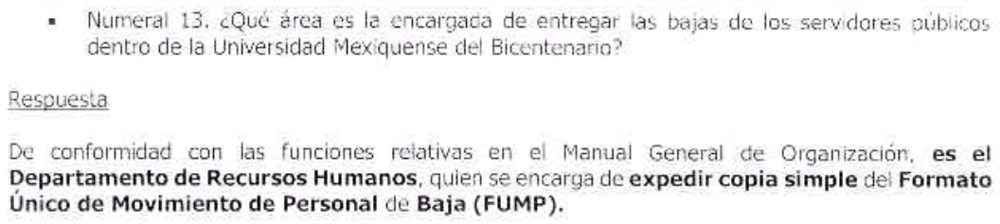 ▪ Numeral 13. ¿Qué área es la encargada de entregar las bajas de los servidores públicos
dentro de la Universidad Mexiquense del Bicentenario?
Respuesta
De conformidad con las funciones relativas en el Manual General de Organización, es el
Departamento de Recursos Humanos, quien se encarga de expedir copia simple del Formato
Único de Movimiento de Personal de Baja (FUMP).